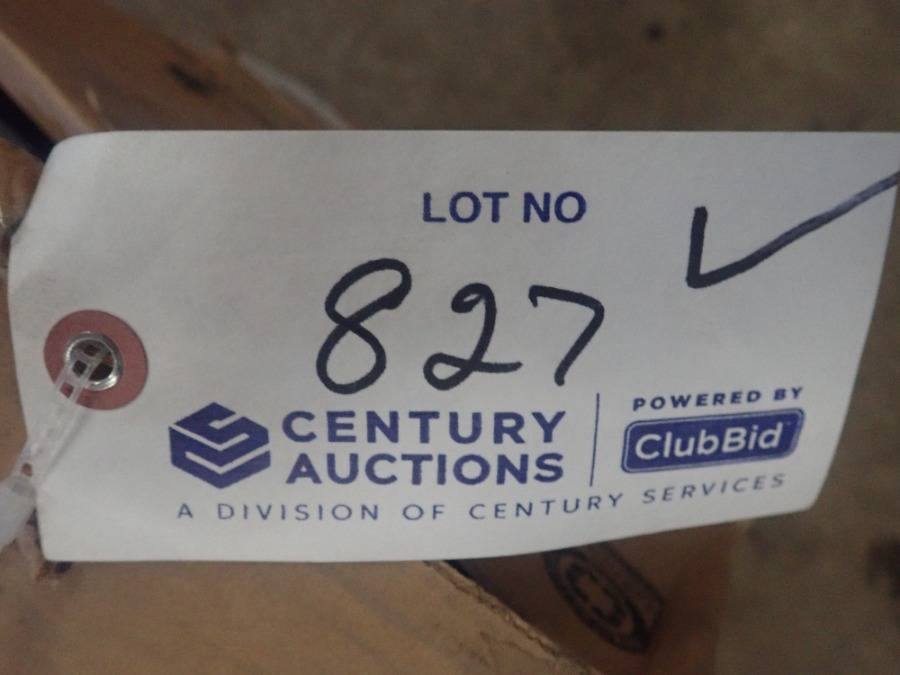 LOT NO
827
CENTURY
AUCTIONS
A DIVISION OF CENTURY SERVICES
POWERED BY
ClubBid